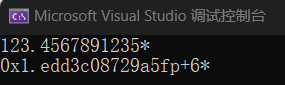 Microsoft Visual Studio 调试控制台
123.4567891235*
0x1.edd3c08729a5fp+6*